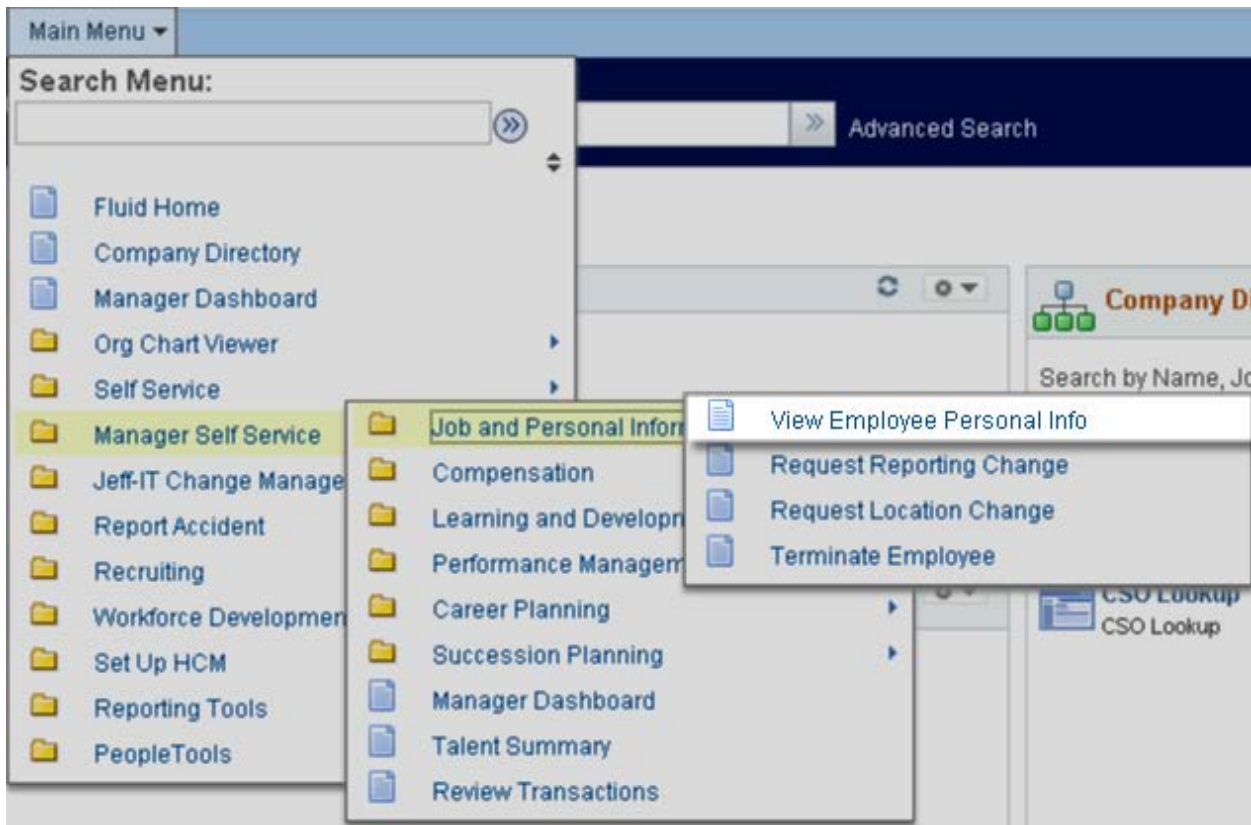 Main Menu
Search Menu:
Advanced Search
Fluid Home
Company Directory
Manager Dashboard
Org Chart Viewer
Self Service
Manager Self Service
Jeff-IT Change Manage
Report Accident
Recruiting
Workforce Developmen
Set Up HCM
Reporting Tools
PeopleTools
Job and Personal Infor
Compensation
Learning and Developn
Performance Managem
Career Planning
Succession Planning
Manager Dashboard
Talent Summary
Review Transactions
View Employee Personal Info
Request Reporting Change
Request Location Change
Terminate Employee
Company Di
Search by Name, Jo
CSO Lookup
CSO Lookup